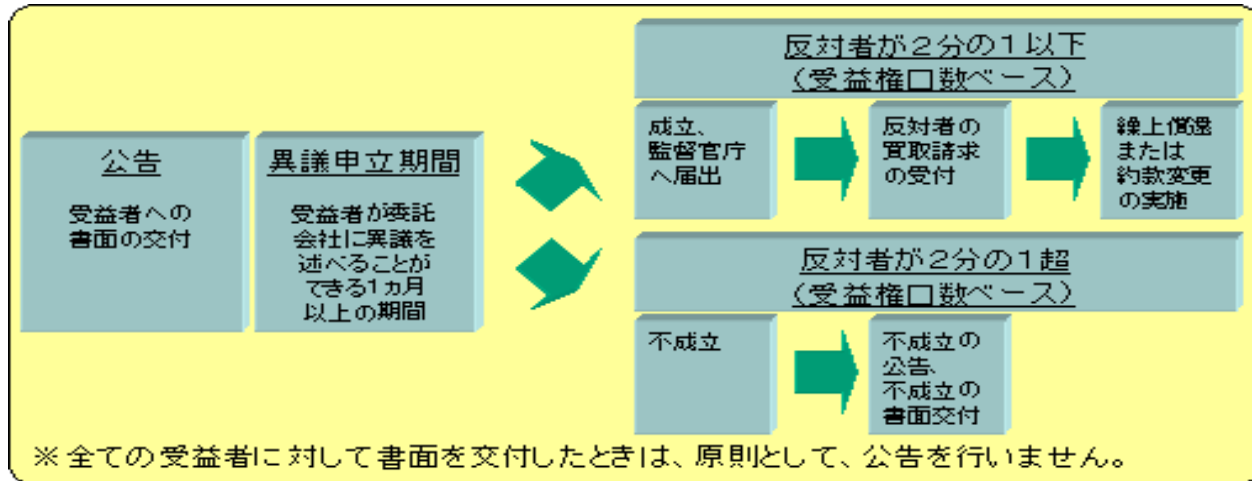 公告
受益者への
書面の交付
異議申立期間
受益者が委託
会社に異議を
述べることが
できる1ヵ月
以上の期間
反対者が2分の1以下
(受益権口数ベース)
成立、
監督官庁
へ届出
反対者の
買取請求
の受付
繰上償還
または
約款変更
の実施
反対者が2分の1超
(受益権口数ベース)
不成立
不成立の
公告、
不成立の
書面交付
※全ての受益者に対して書面を交付したときは、原則として、公告を行いません。